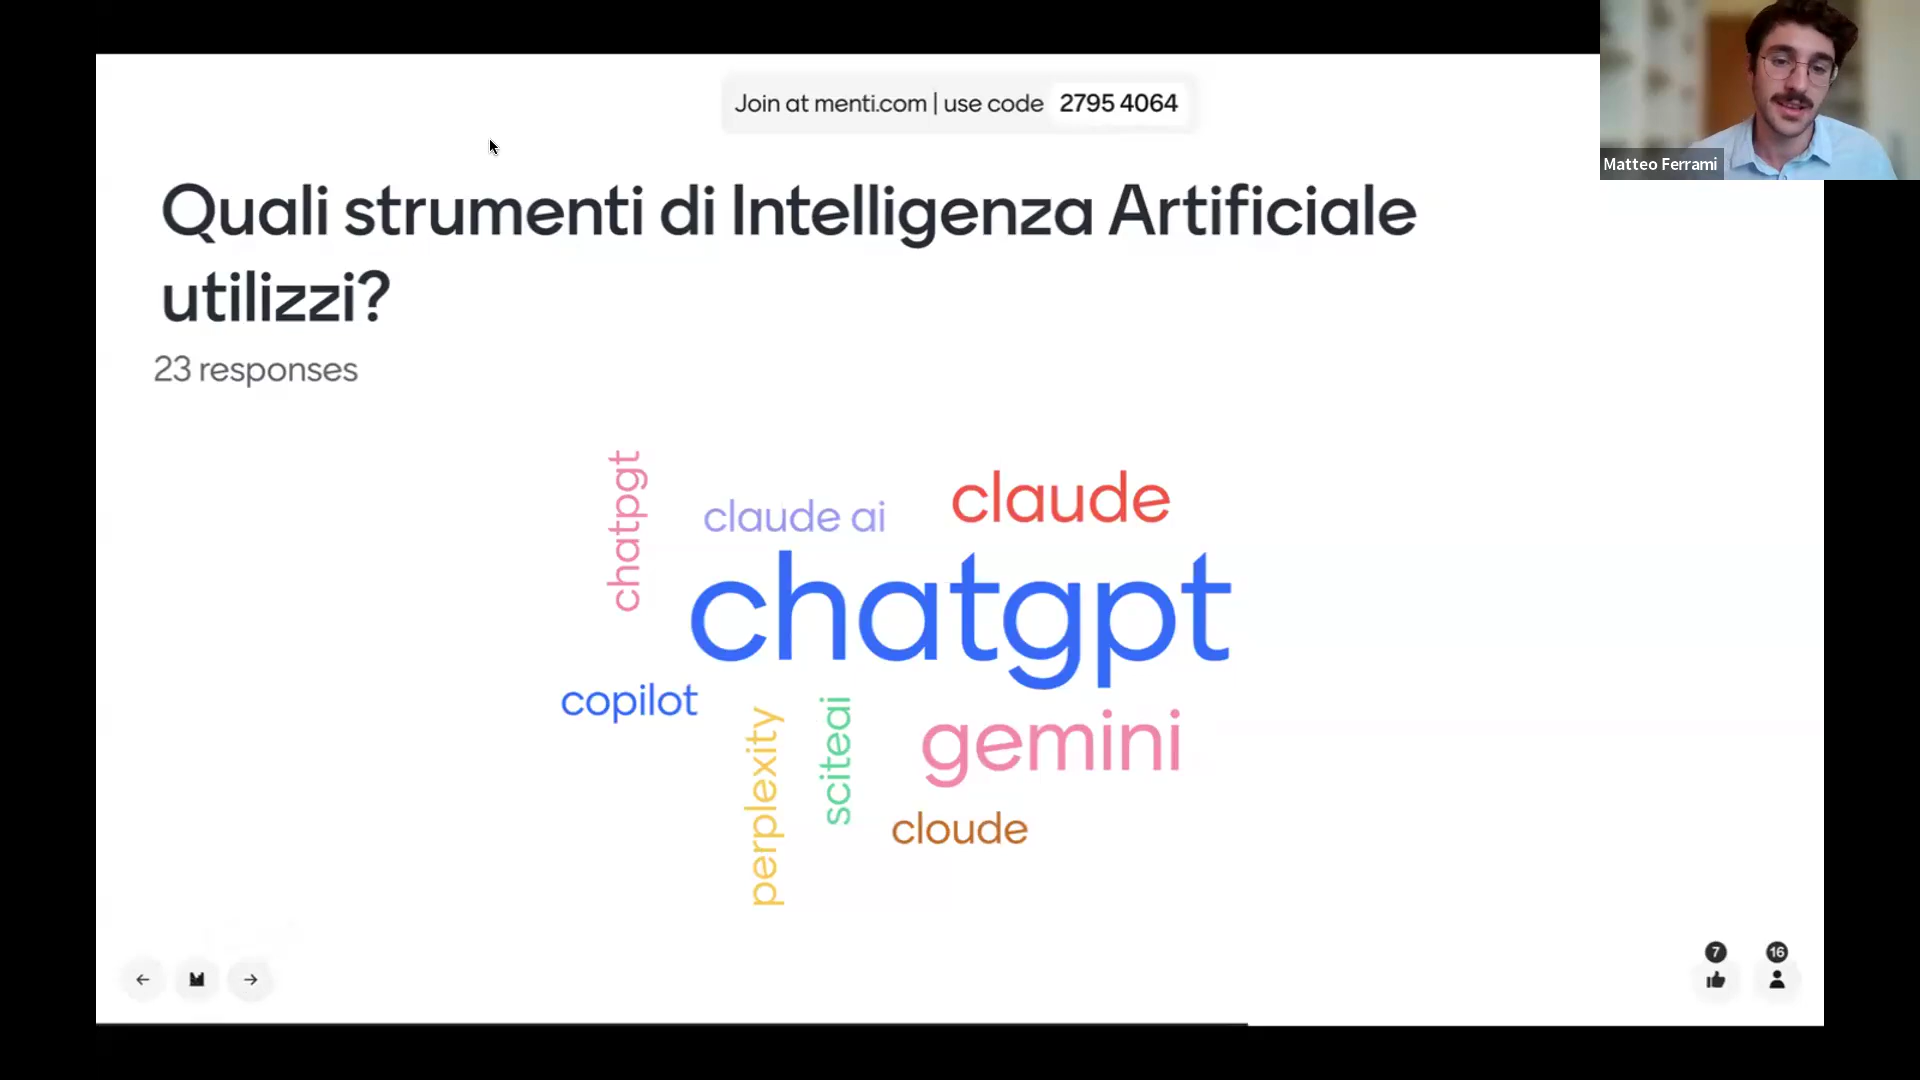 Join at menti.com | use code 2795 4064
Matteo Ferrami
Quali strumenti di Intelligenza Artificiale
utilizzi?
23 responses
chatpgt
claude ai
claude
chatgpt
copilot
perplexity
sciteai
gemini
cloude
7
16